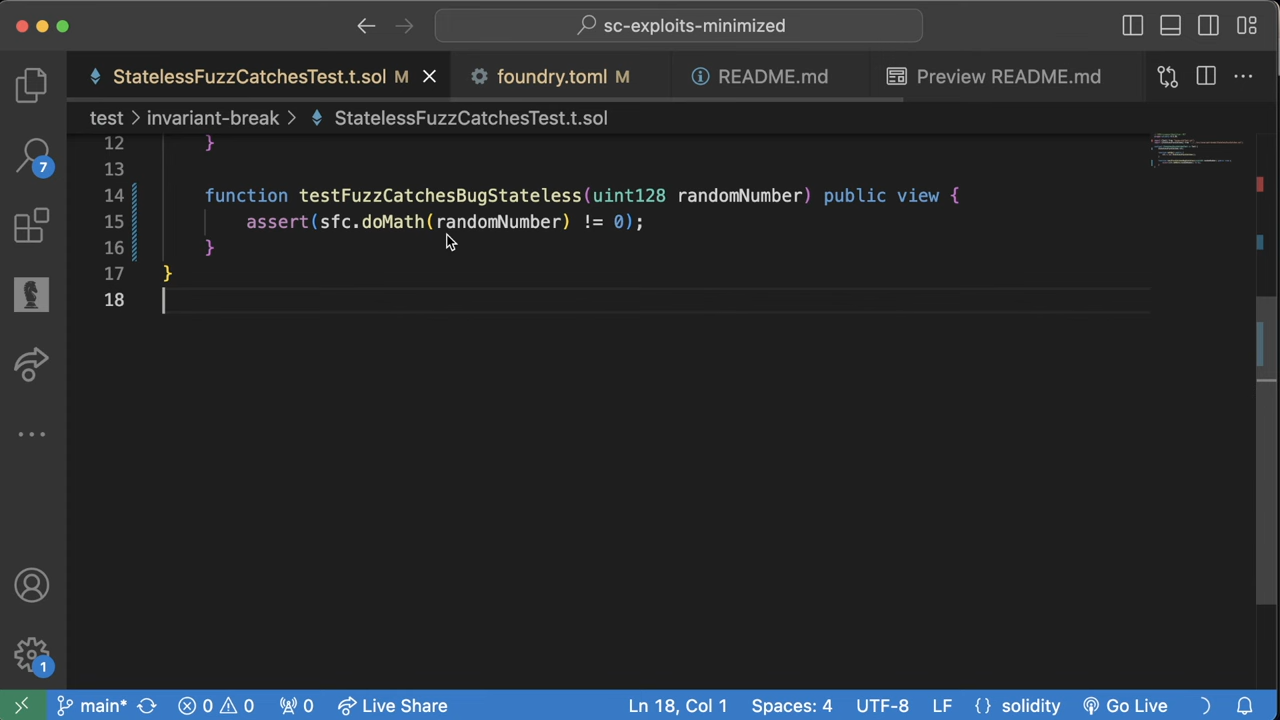 sc-exploits-minimized
StatelessFuzzCatchesTest.t.sol M
foundry.toml M
README.md
Preview README.md
test > invariant-break > StatelessFuzzCatchesTest.t.sol
7
12 }
13
14 function testFuzzCatchesBugStateless(uint128 randomNumber) public view {
15 assert(sfc.doMath(randomNumber) != 0);
16 }
17 }
18
1
main* 0 0 0 Live Share Ln 18, Col 1 Spaces: 4 UTF-8 LF {} solidity Go Live